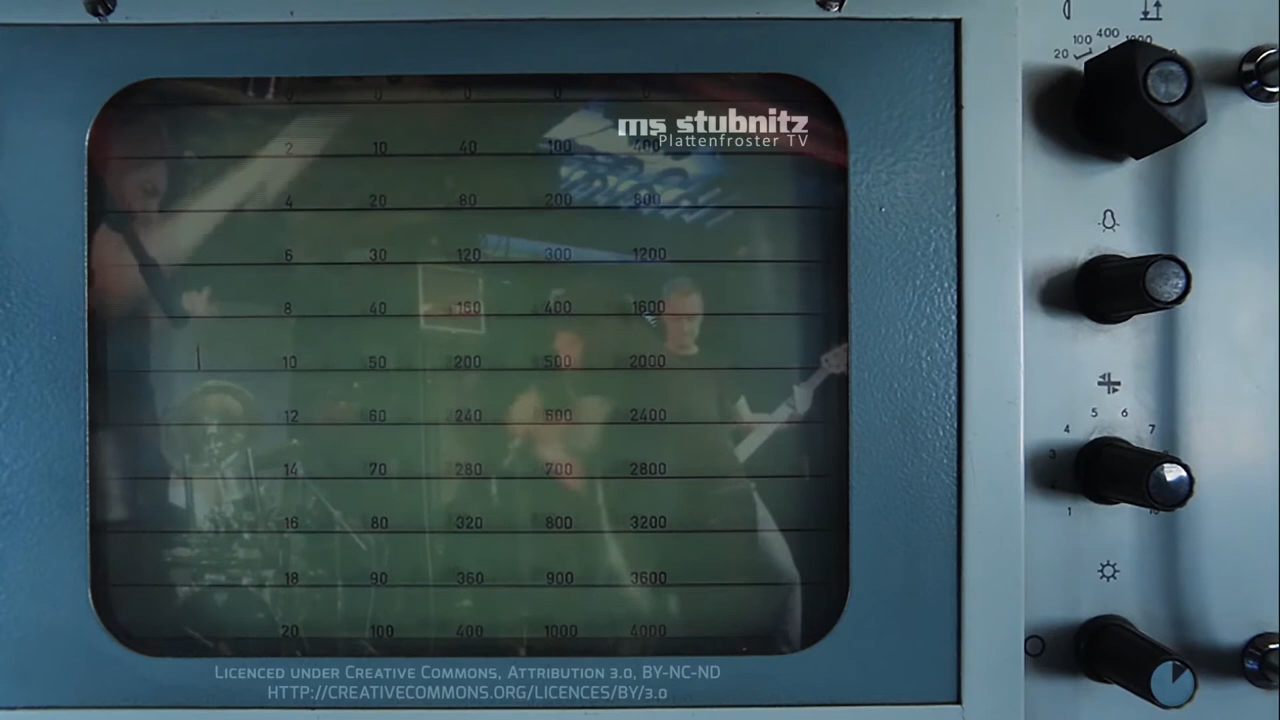 ms stubnitz
Plattenfroster TV
0 0 0 0 0
2 10 40 100 400
4 20 80 200 800
6 30 120 300 1200
8 40 160 400 1600
10 50 200 500 2000
12 60 240 600 2400
14 70 280 700 2800
16 80 320 800 3200
18 90 360 900 3600
20 100 400 1000 4000
LICENCED UNDER CREATIVE COMMONS, ATTRIBUTION 3.0, BY-NC-ND
HTTP://CREATIVECOMMONS.ORG/LICENCES/BY/3.0
20 100 400
1 3 4 5 6 7